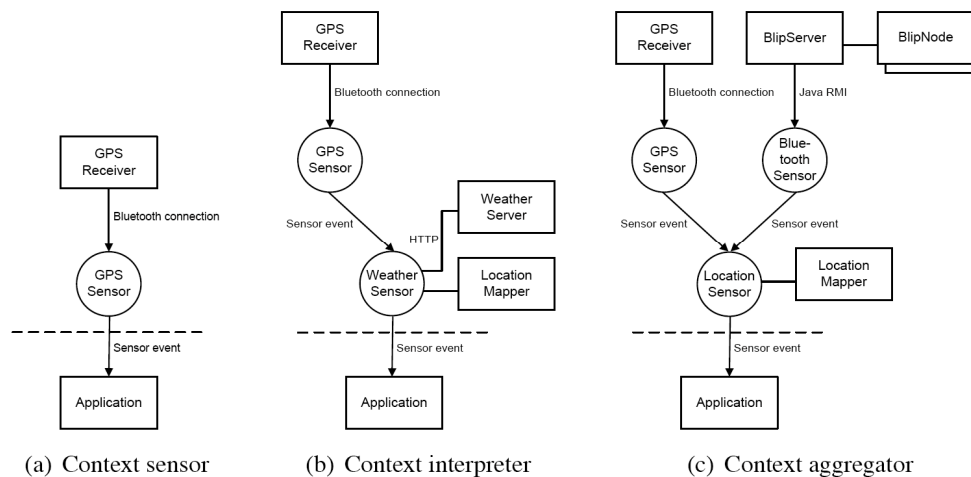 GPS
Receiver
Bluetooth connection
GPS
Sensor
Sensor event
Application
(a) Context sensor
GPS
Receiver
Bluetooth connection
GPS
Sensor
Sensor event
HTTP
Weather
Server
Weather
Sensor
Location
Mapper
Sensor event
Application
(b) Context interpreter
GPS
Receiver
BlipServer
BlipNode
Bluetooth connection
Java RMI
GPS
Sensor
Blue-
tooth
Sensor
Sensor event
Sensor event
Location
Sensor
Location
Mapper
Sensor event
Application
(c) Context aggregator